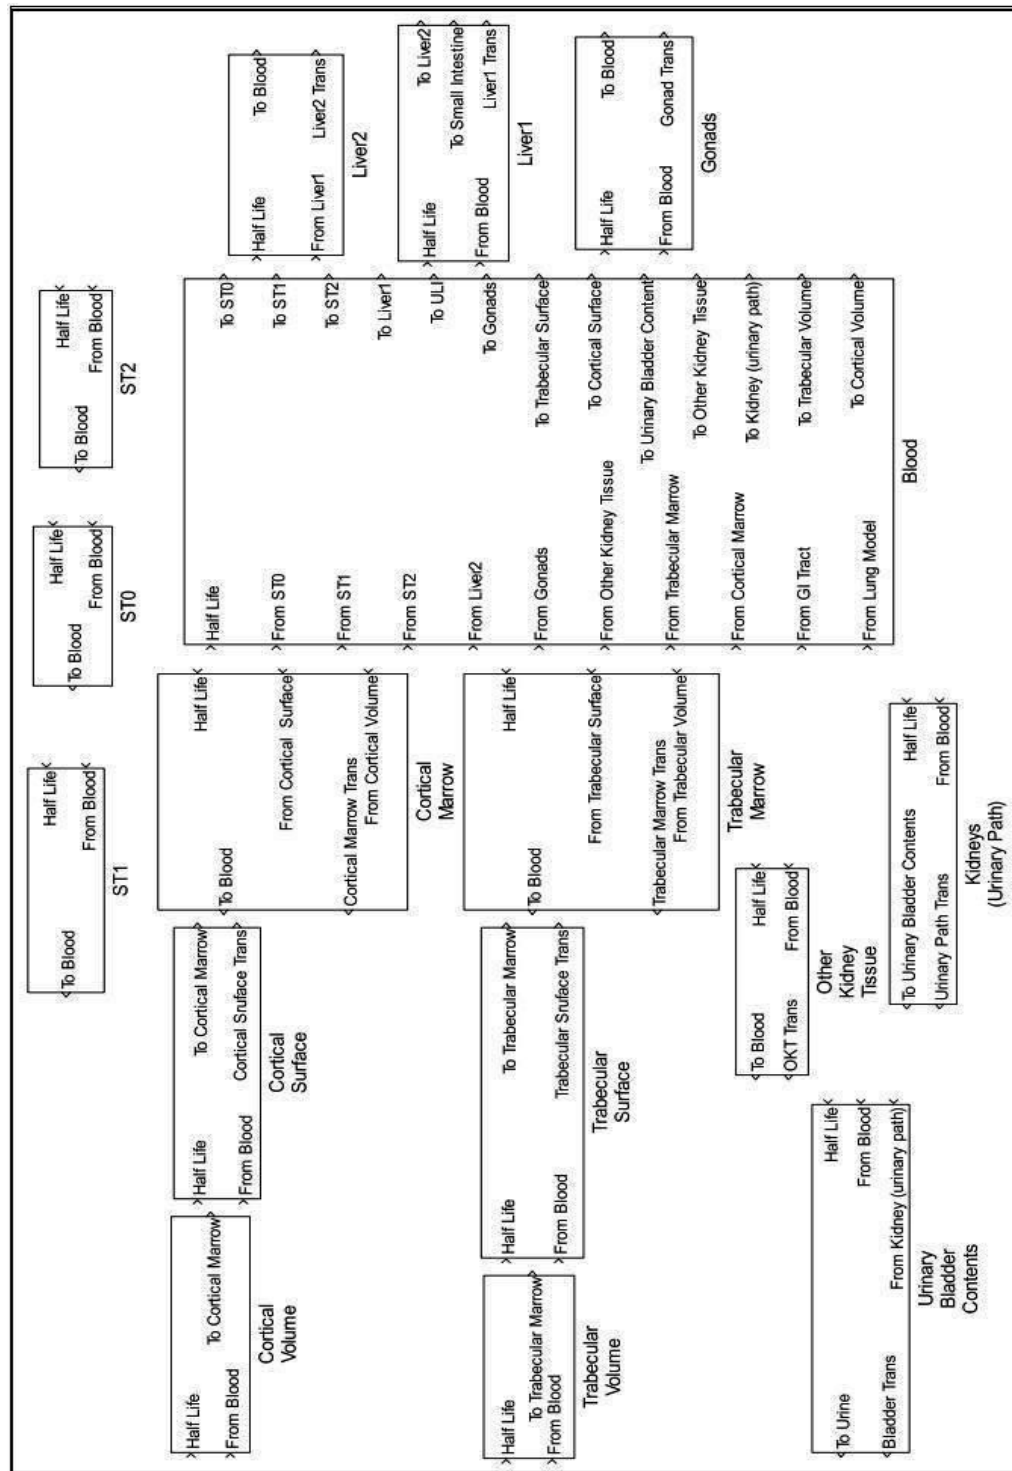 To Blood
Half Life
From Blood
ST1
To Blood
Half Life
From Blood
ST0
To Blood
Half Life
From Blood
ST2
Half Life
To Cortical Marrow
From Blood
Cortical
Volume
Half Life
To Cortical Marrow
From Blood
Cortical Sruface Trans
Cortical
Surface
To Blood
Half Life
From Cortical Surface
Cortical Marrow Trans
From Cortical Volume
Cortical
Marrow
Half Life
To Trabecular Marrow
From Blood
Trabecular
Volume
Half Life
To Trabecular Marrow
From Blood
Trabecular Sruface Trans
Trabecular
Surface
To Blood
Half Life
From Trabecular Surface
Trabecular Marrow Trans
From Trabecular Volume
Trabecular
Marrow
To Urine
Half Life
From Blood
Bladder Trans
From Kidney (urinary path)
Urinary
Bladder
Contents
To Blood
Half Life
OKT Trans
From Blood
Other
Kidney
Tissue
To Urinary Bladder Contents
Half Life
Urinary Path Trans
From Blood
Kidneys
(Urinary Path)
Half Life
From ST0
From ST1
From ST2
From Liver2
From Gonads
From Other Kidney Tissue
From Trabecular Marrow
From Cortical Marrow
From GI Tract
From Lung Model
To ST0
To ST1
To ST2
To Liver1
To ULI
To Gonads
To Trabecular Surface
To Cortical Surface
To Urinary Bladder Content
To Other Kidney Tissue
To Kidney (urinary path)
To Trabecular Volume
To Cortical Volume
Blood
Half Life
To Blood
From Liver1
Liver2 Trans
Liver2
Half Life
To Liver2
To Small Intestine
From Blood
Liver1 Trans
Liver1
Half Life
To Blood
From Blood
Gonad Trans
Gonads